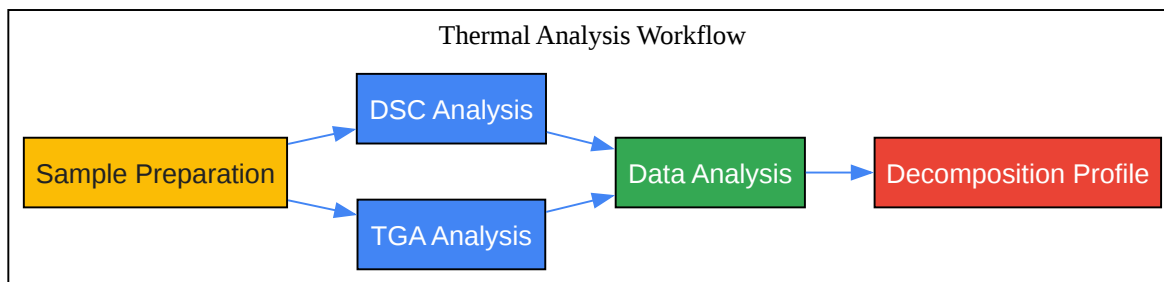 Thermal Analysis Workflow
Sample Preparation
DSC Analysis
TGA Analysis
Data Analysis
Decomposition Profile